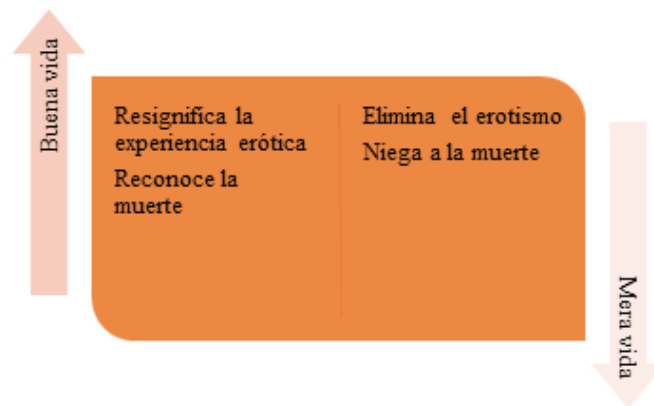 Buena vida
Resignifica la
experiencia erótica
Reconoce la
muerte
Elimina el erotismo
Niega a la muerte
Mera vida